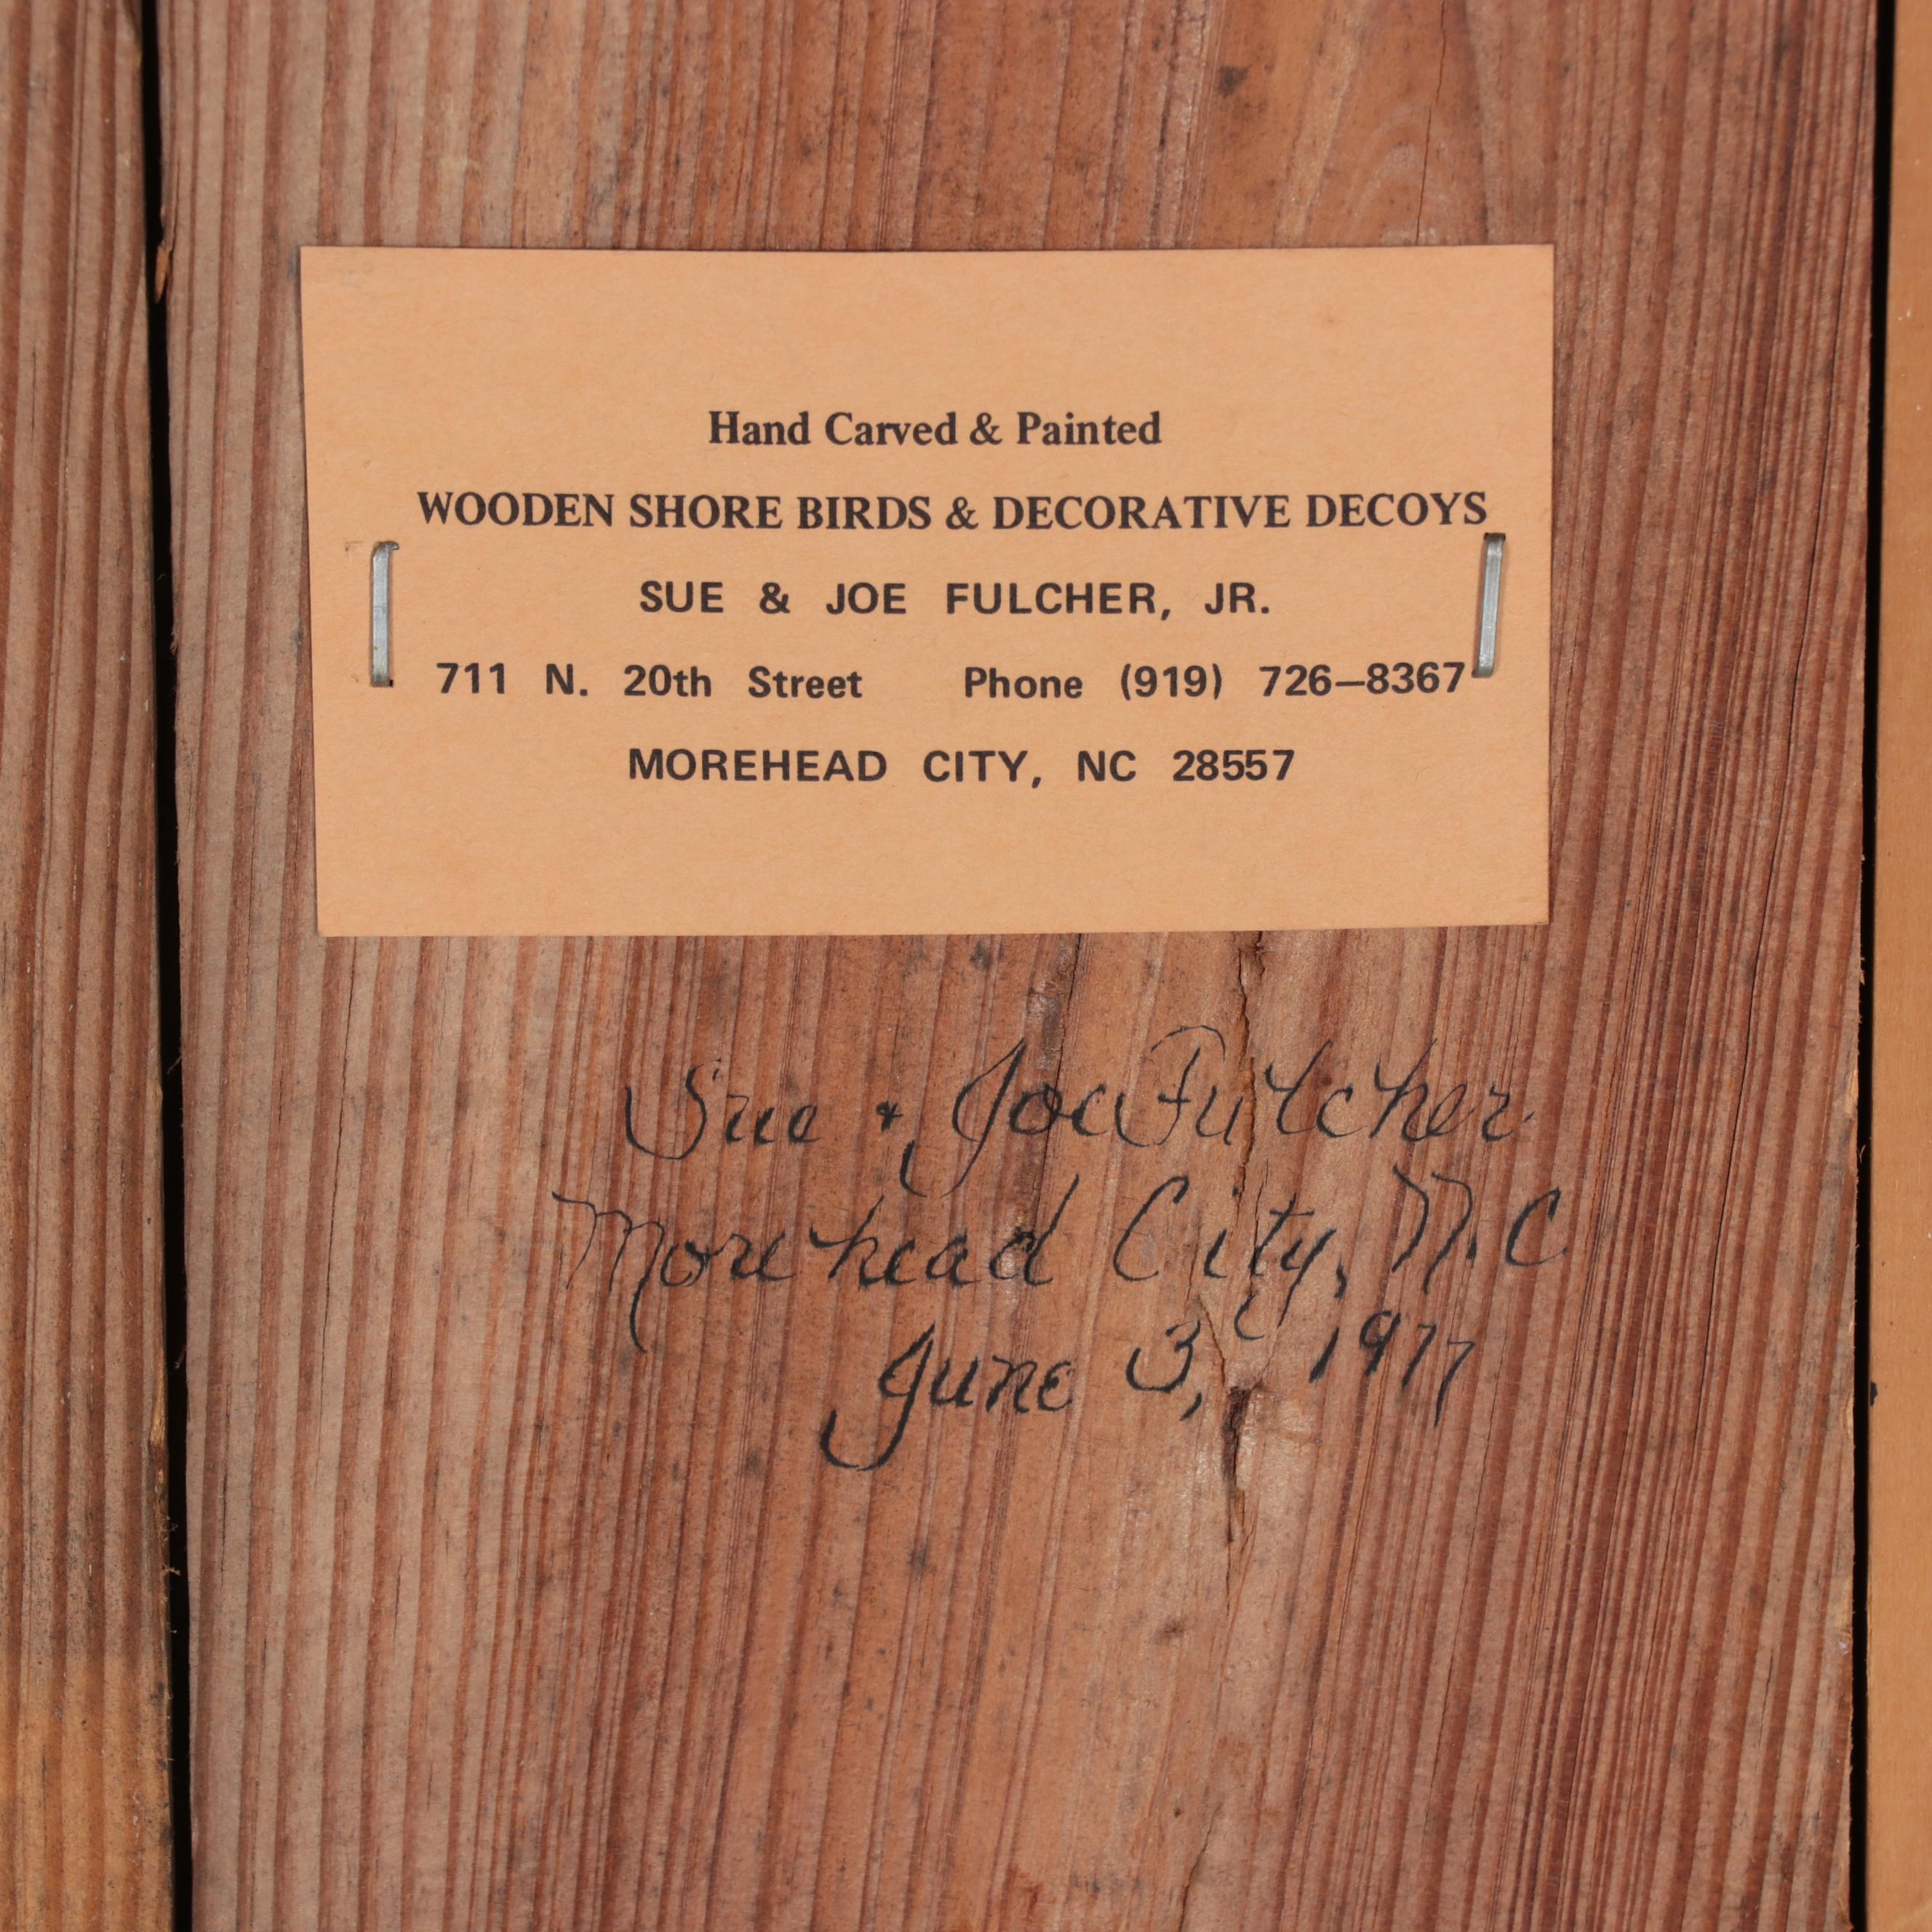 Hand Carved & Painted
WOODEN SHORE BIRDS & DECORATIVE DECOYS
SUE & JOE FULCHER, JR.
711 N. 20th Street Phone (919) 726–8367
MOREHEAD CITY, NC 28557
Sue & Joe Fulcher
Morehead City, N.C
June 3, 1977